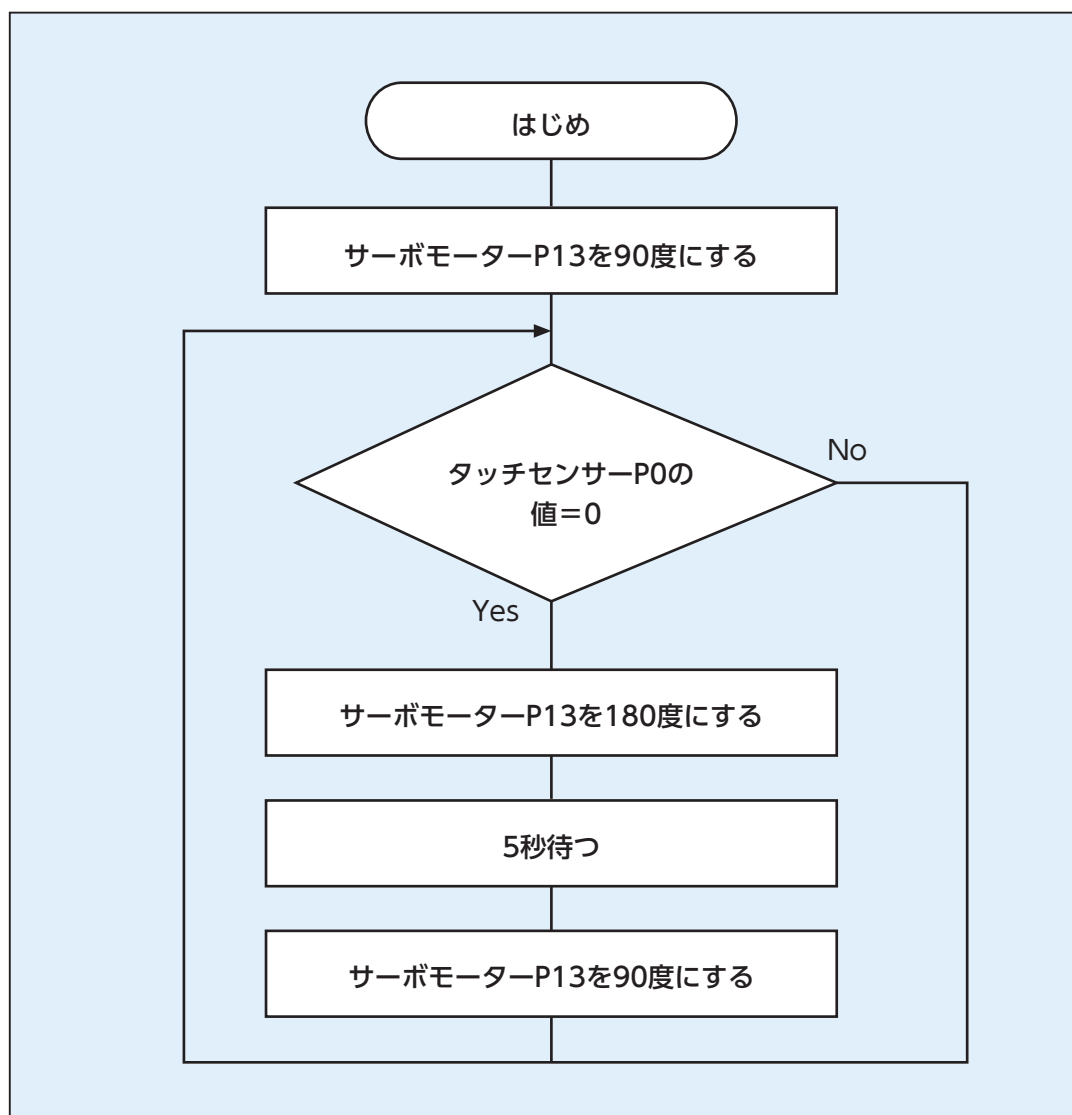 はじめ
サーボモーターP13を90度にする
タッチセンサーP0の
値＝0
No
Yes
サーボモーターP13を180度にする
5秒待つ
サーボモーターP13を90度にする